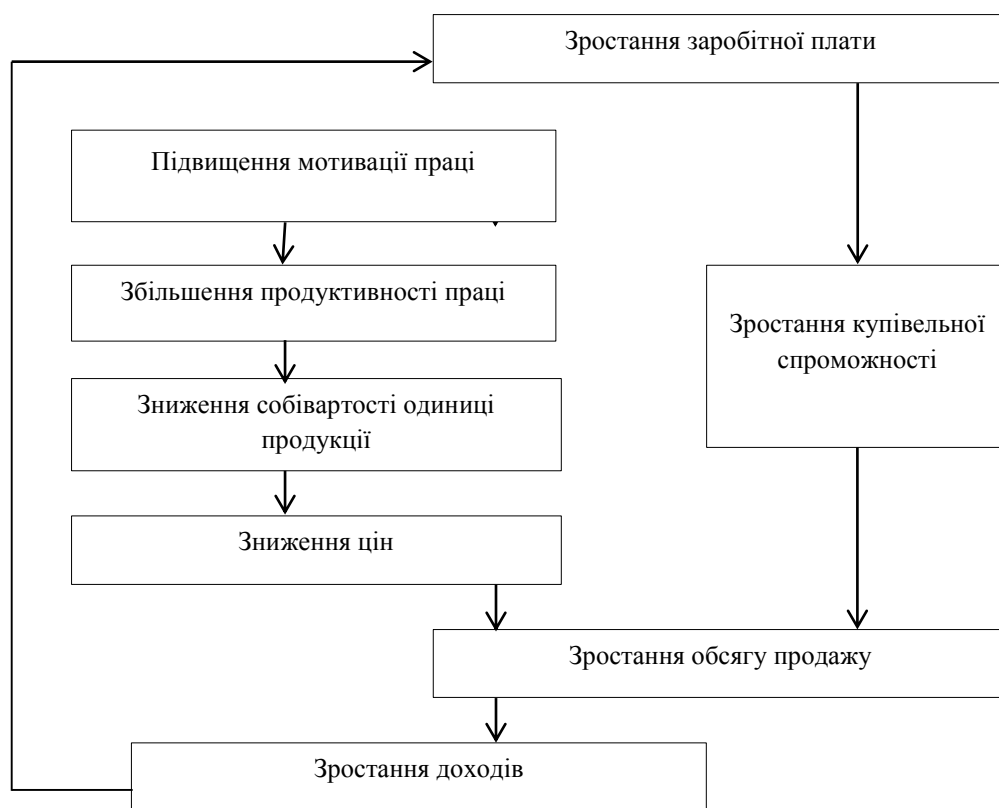 Зростання заробітної плати
Підвищення мотивації праці
Збільшення продуктивності праці
Зростання купівельної
спроможності
Зниження собівартості одиниці
продукції
Зниження цін
Зростання обсягу продажу
Зростання доходів